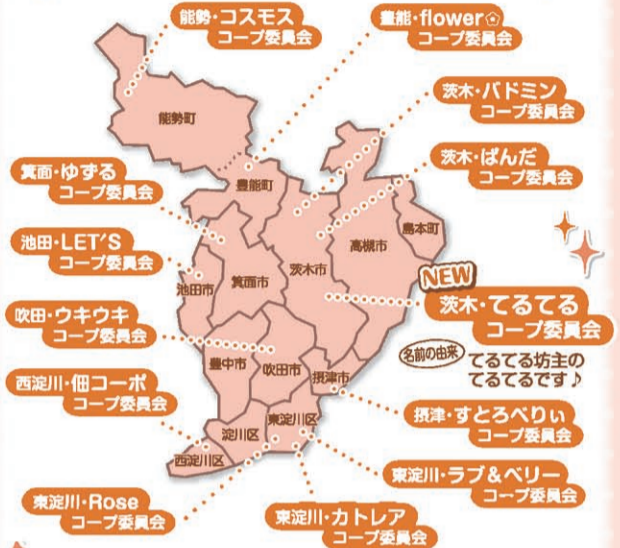 能勢・コスモス
コープ委員会
豊能・flower✿
コープ委員会
茨木・バドミン
コープ委員会
茨木・ぱんだ
コープ委員会
能勢町
箕面・ゆずる
コープ委員会
豊能町
島本町
高槻市
池田・LET'S
コープ委員会
茨木市
箕面市
池田市
NEW
茨木・てるてる
コープ委員会
名前の由来
てるてる坊主の
てるてるです♪
吹田・ウキウキ
コープ委員会
豊中市
吹田市
摂津市
西淀川・佃コーポ
コープ委員会
摂津・すとろべりぃ
コープ委員会
東淀川区
淀川区
西淀川区
東淀川・ラブ&ベリー
コープ委員会
東淀川・Rose
コープ委員会
東淀川・カトレア
コープ委員会